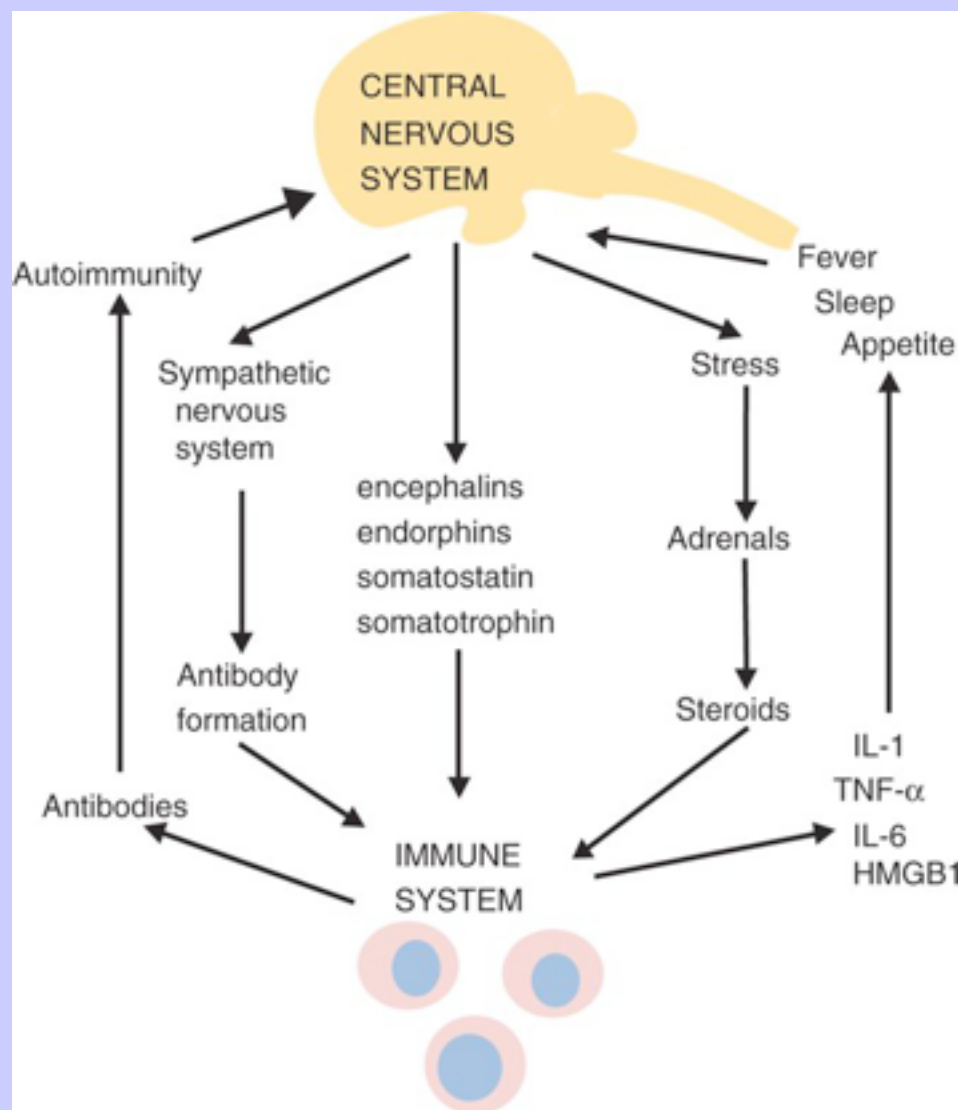 CENTRAL
NERVOUS
SYSTEM
Autoimmunity
Fever
Sleep
Appetite
Sympathetic
nervous
system
Stress
encephalins
endorphins
somatostatin
somatotrophin
Adrenals
Antibody
formation
Steroids
Antibodies
IL-1
TNF-α
IL-6
HMGB1
IMMUNE
SYSTEM